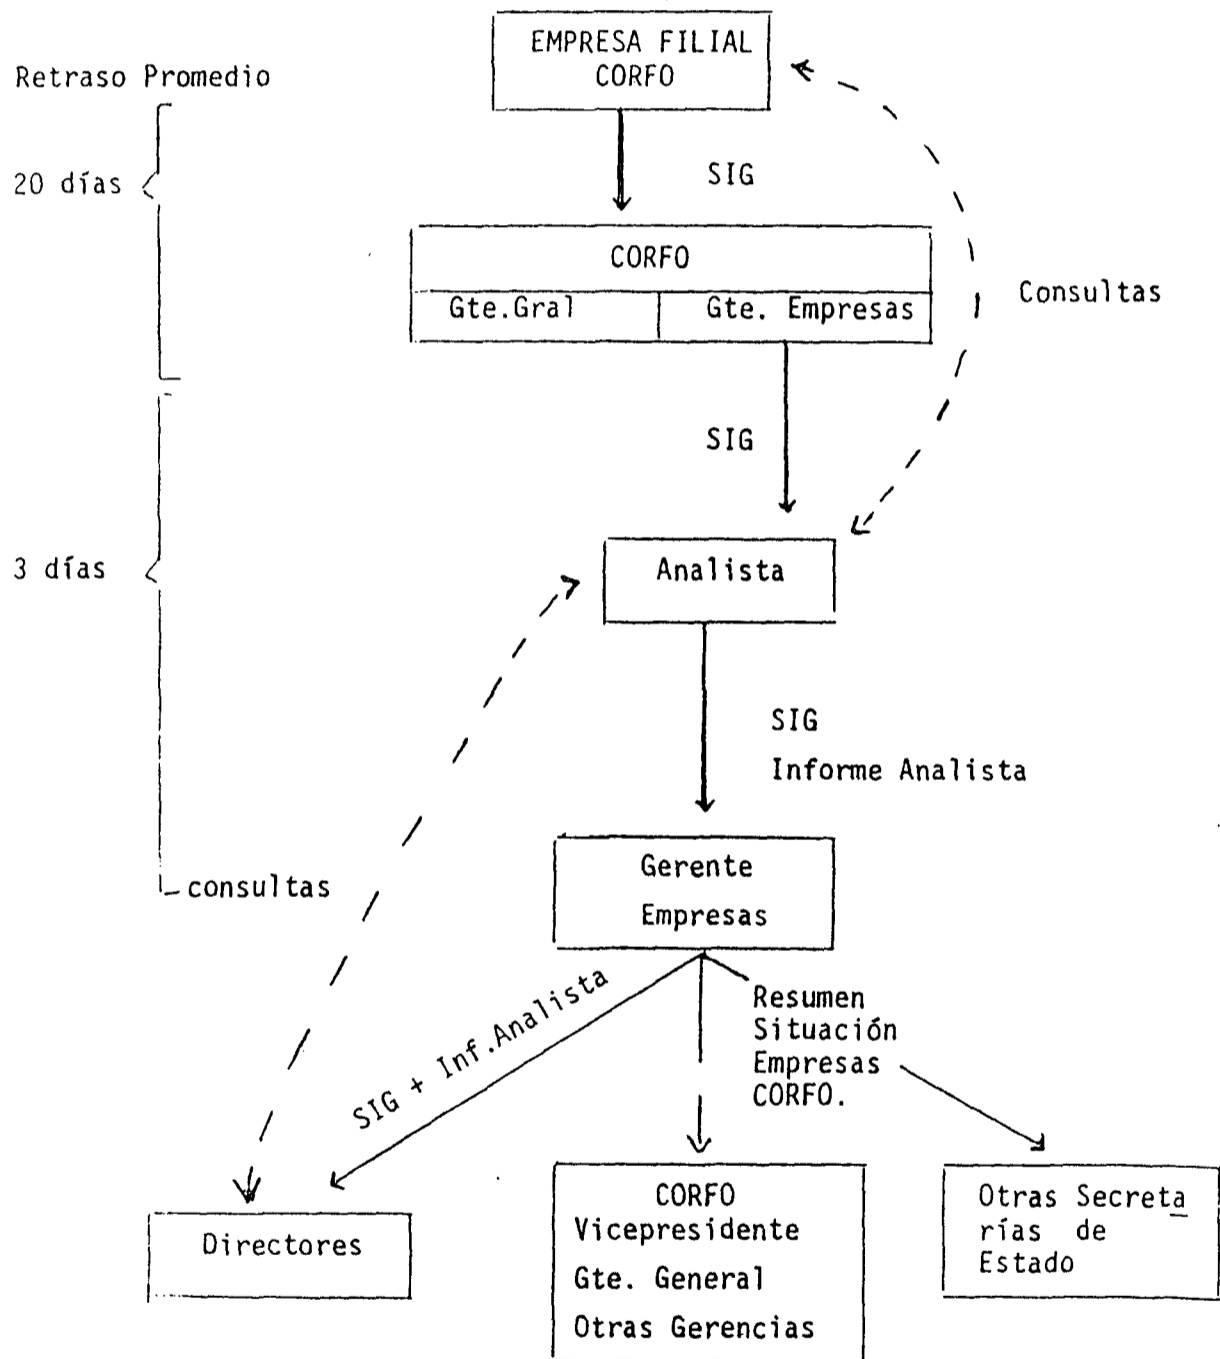 EMPRESA FILIAL
CORFO
Retraso Promedio
20 días
SIG
CORFO
Gte.Gral
Gte. Empresas
Consultas
SIG
3 días
Analista
SIG
Informe Analista
Gerente
Empresas
consultas
SIG + Inf.Analista
Resumen
Situación
Empresas
CORFO.
Directores
CORFO
Vicepresidente
Gte. General
Otras Gerencias
Otras Secreta
rías de
Estado